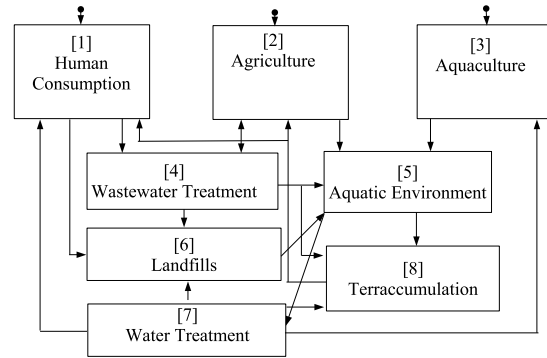 [1]
Human
Consumption
[2]
Agriculture
[3]
Aquaculture
[4]
Wastewater Treatment
[5]
Aquatic Environment
[6]
Landfills
[8]
Terraccumulation
[7]
Water Treatment